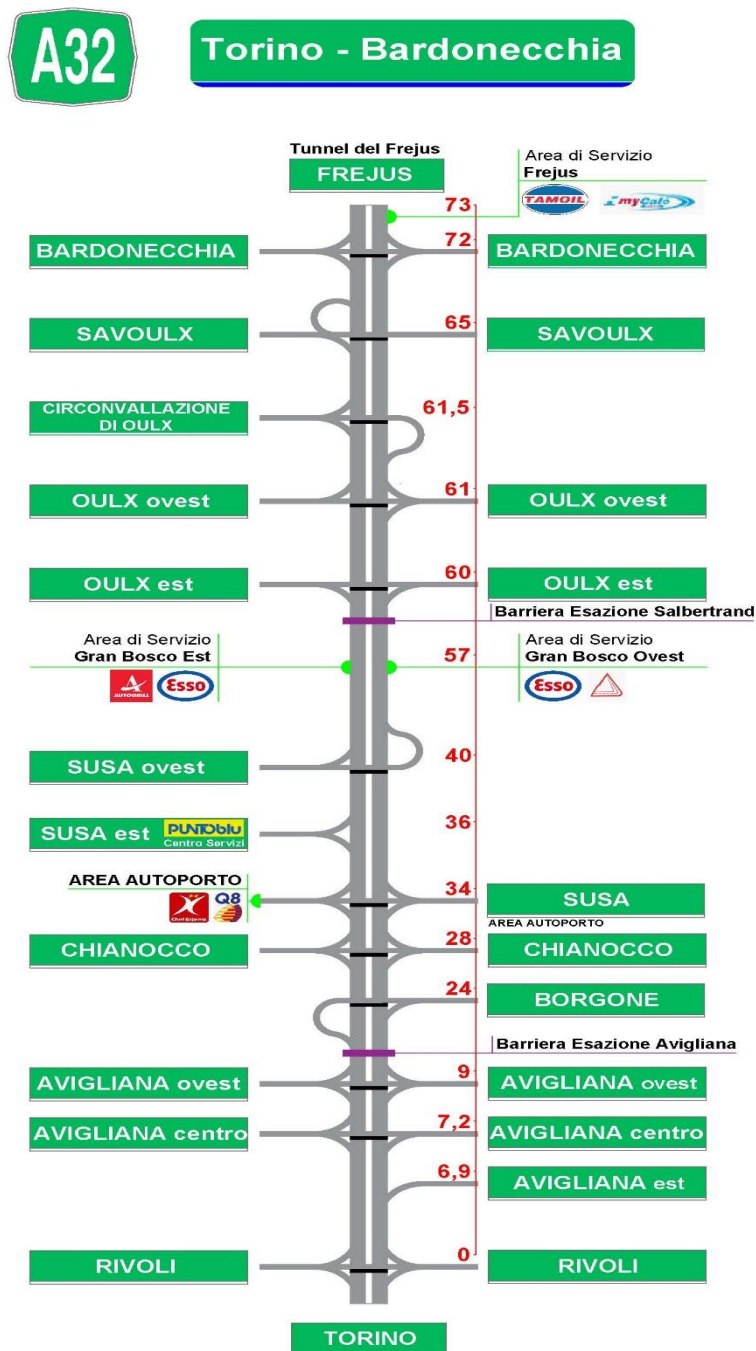 A32
Torino - Bardonecchia
Tunnel del Frejus
FREJUS
Area di Servizio
Frejus
TAMOIL
myCafè
73
72
BARDONECCHIA
BARDONECCHIA
65
SAVOULX
SAVOULX
61,5
CIRCONVALLAZIONE
DI OULX
61
OULX ovest
OULX ovest
60
OULX est
OULX est
Barriera Esazione Salbertrand
Area di Servizio
Gran Bosco Est
AUTOGRILL
Esso
57
Area di Servizio
Gran Bosco Ovest
Esso
40
SUSA ovest
36
SUSA est
PUNTOblu
Centro Servizi
AREA AUTOPORTO
Chef Express
Q8
34
SUSA
AREA AUTOPORTO
28
CHIANOCCO
CHIANOCCO
24
BORGONE
Barriera Esazione Avigliana
9
AVIGLIANA ovest
AVIGLIANA ovest
7,2
AVIGLIANA centro
AVIGLIANA centro
6,9
AVIGLIANA est
0
RIVOLI
RIVOLI
TORINO